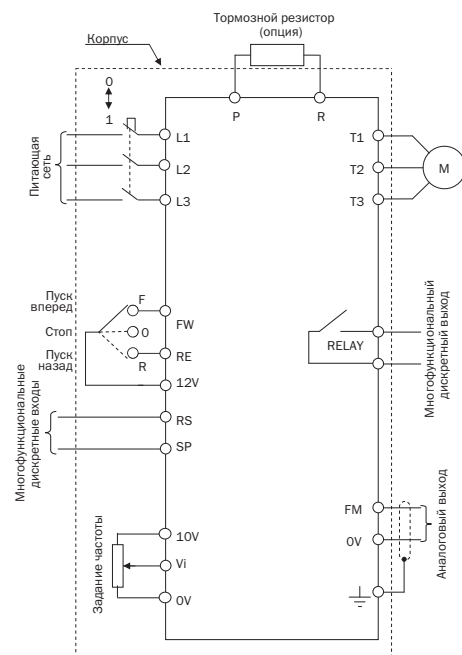 Тормозной резистор
(опция)
Корпус
0
1
P
R
L1
L2
L3
Питающая
сеть
T1
T2
T3
M
Пуск
вперед
Стоп
Пуск
назад
F
0
R
FW
RE
12V
RELAY
Многофункциональный
дискретный выход
Многофункциональные
дискретные входы
RS
SP
FM
0V
Аналоговый выход
Задание частоты
10V
Vi
0V